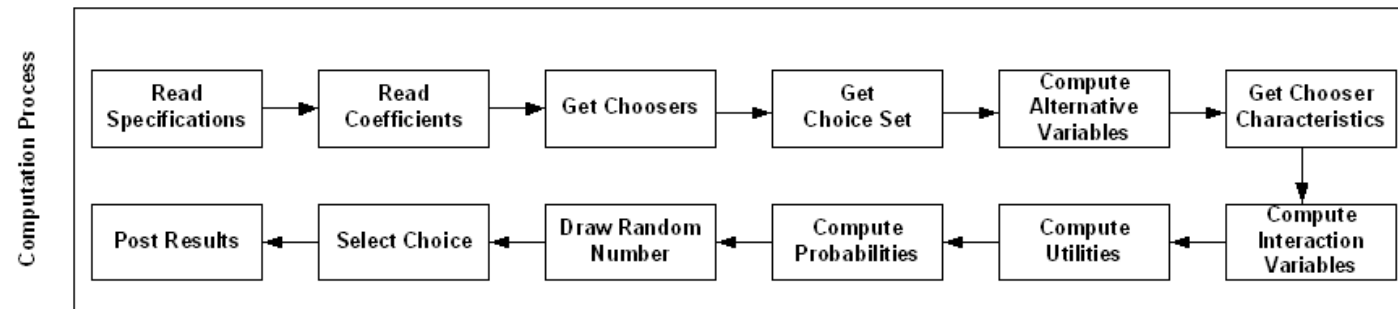 Computation Process
Read
Specifications
Read
Coefficients
Get Choosers
Get
Choice Set
Compute
Alternative
Variables
Get Chooser
Characteristics
Compute
Interaction
Variables
Compute
Utilities
Compute
Probabilities
Draw Random
Number
Select Choice
Post Results